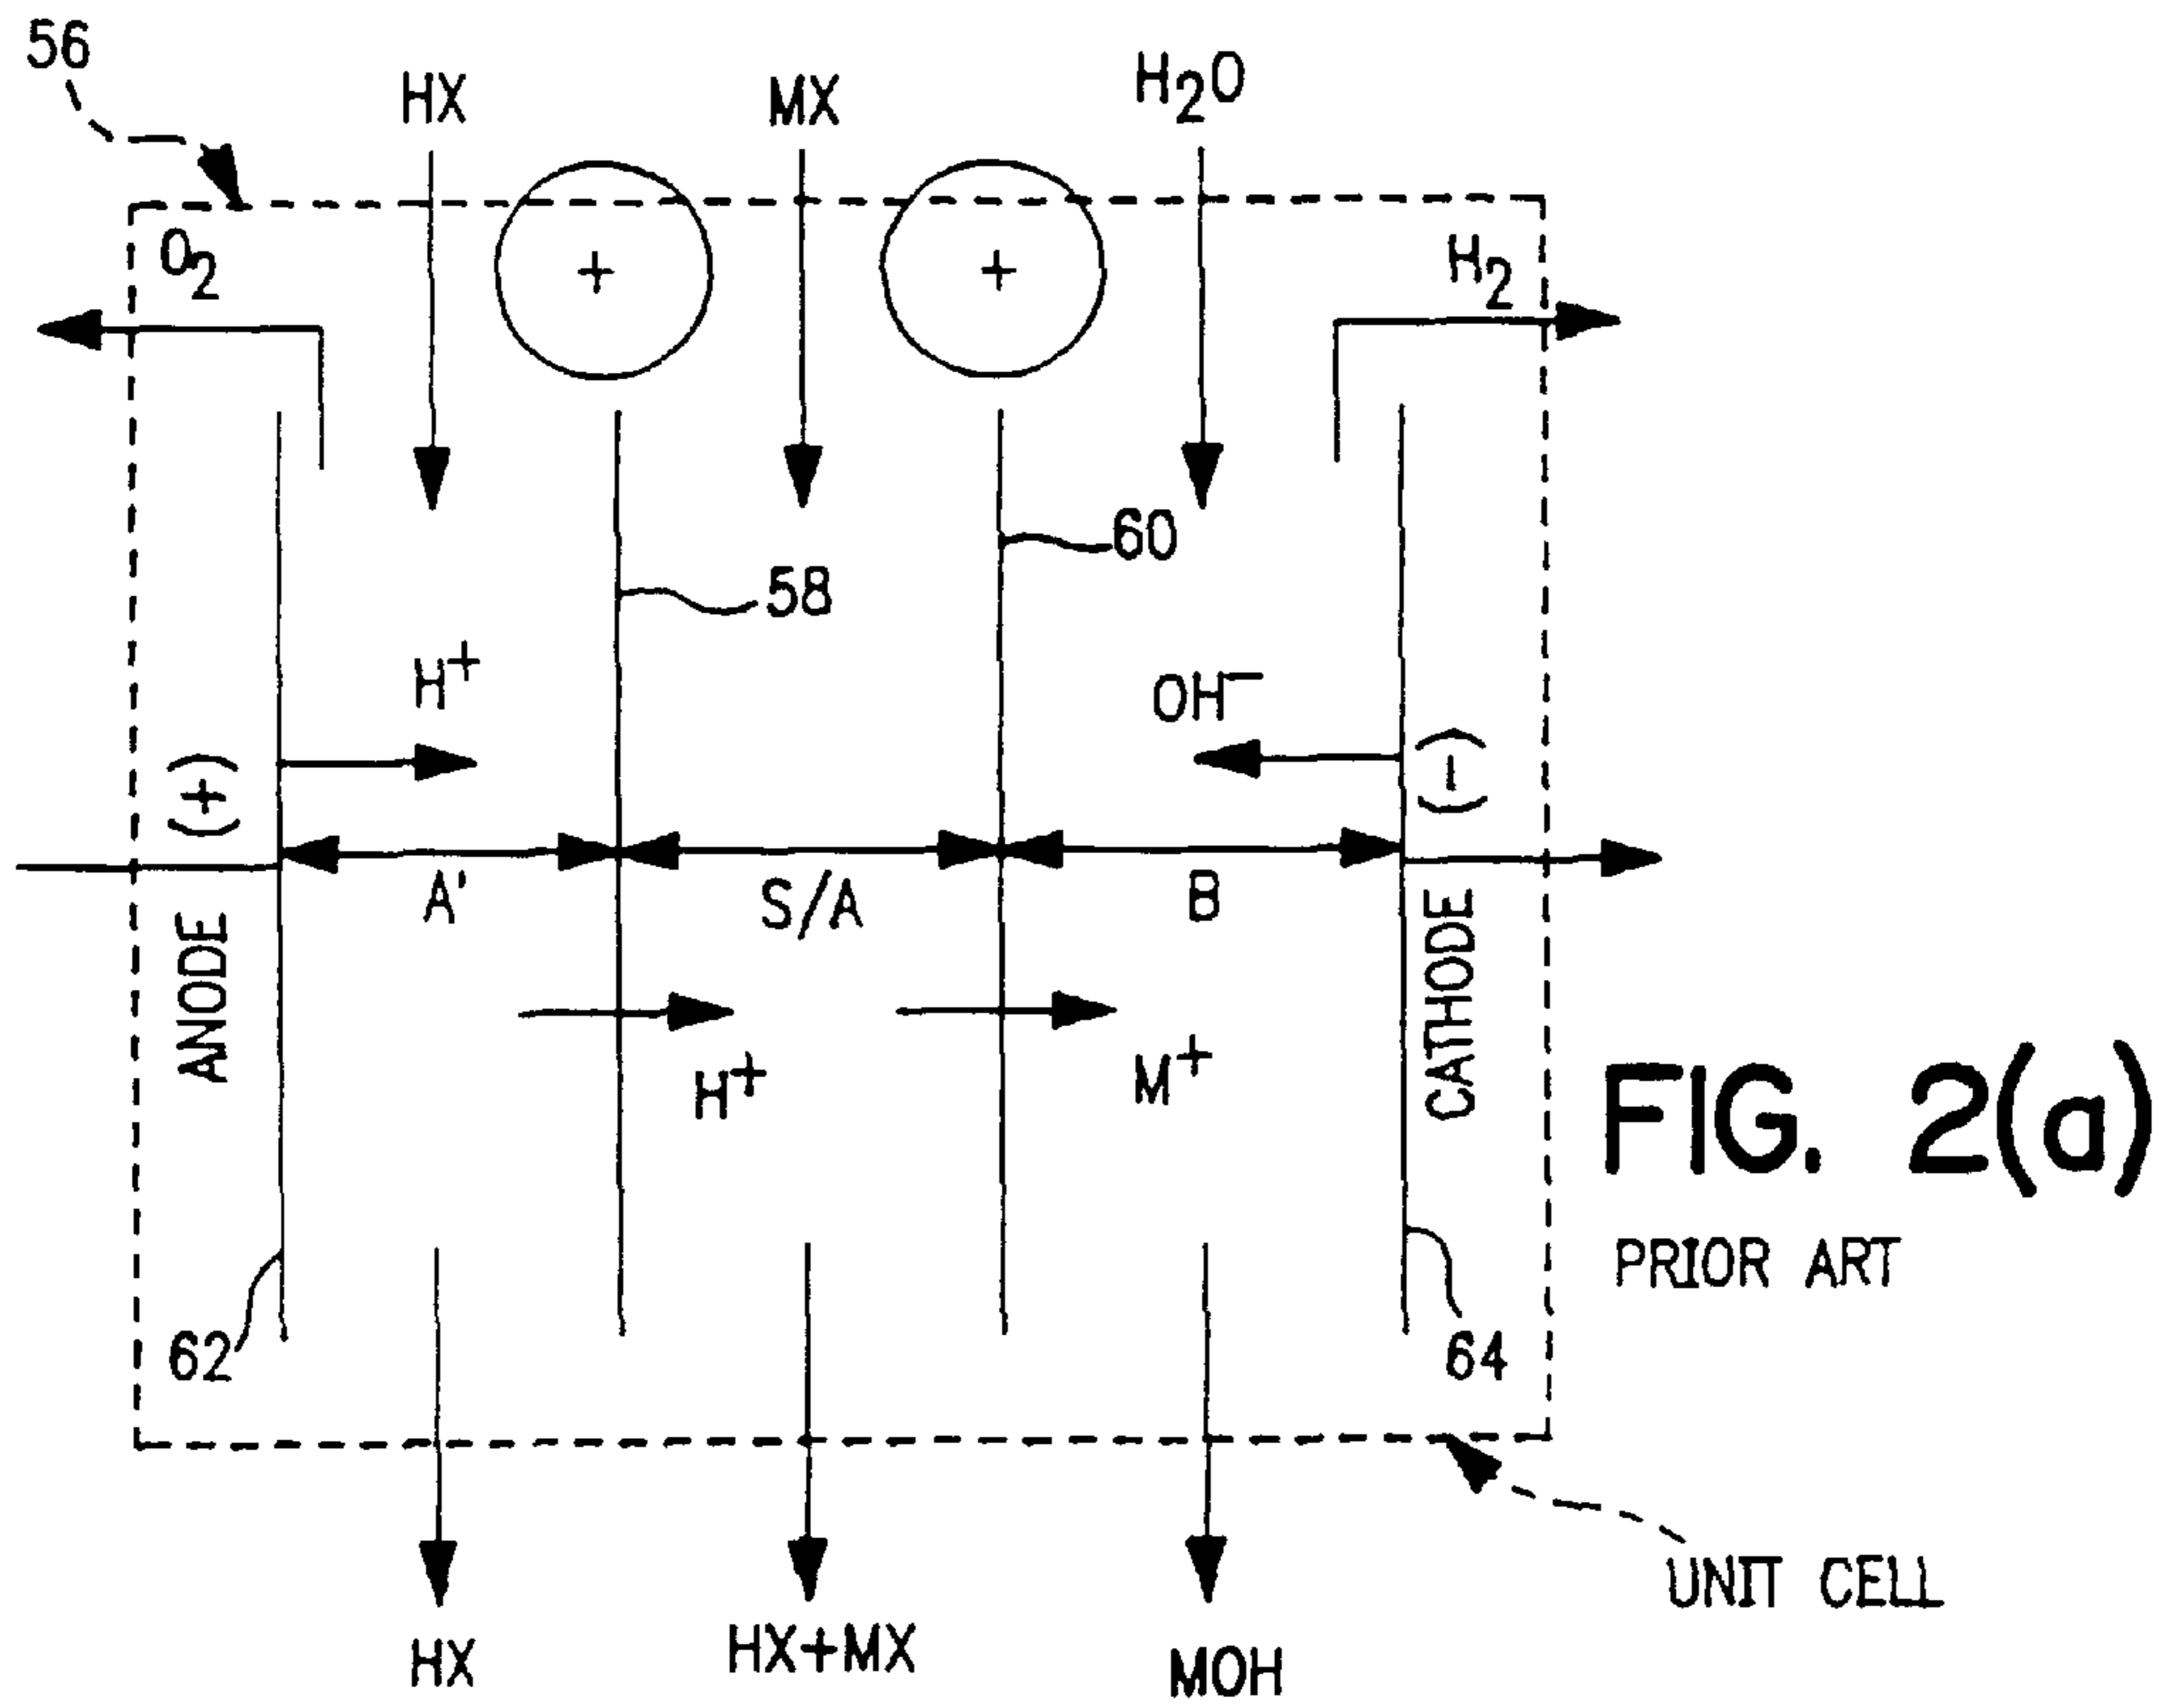 56
HX
MX
H₂O
O₂
+
+
H₂
60
58
H⁺
OH⁻
(+)
(−)
A'
S/A
B
ANODE
CATHODE
H⁺
M⁺
FIG. 2(a)
PRIOR ART
62
64
UNIT CELL
HX
HX+MX
MOH